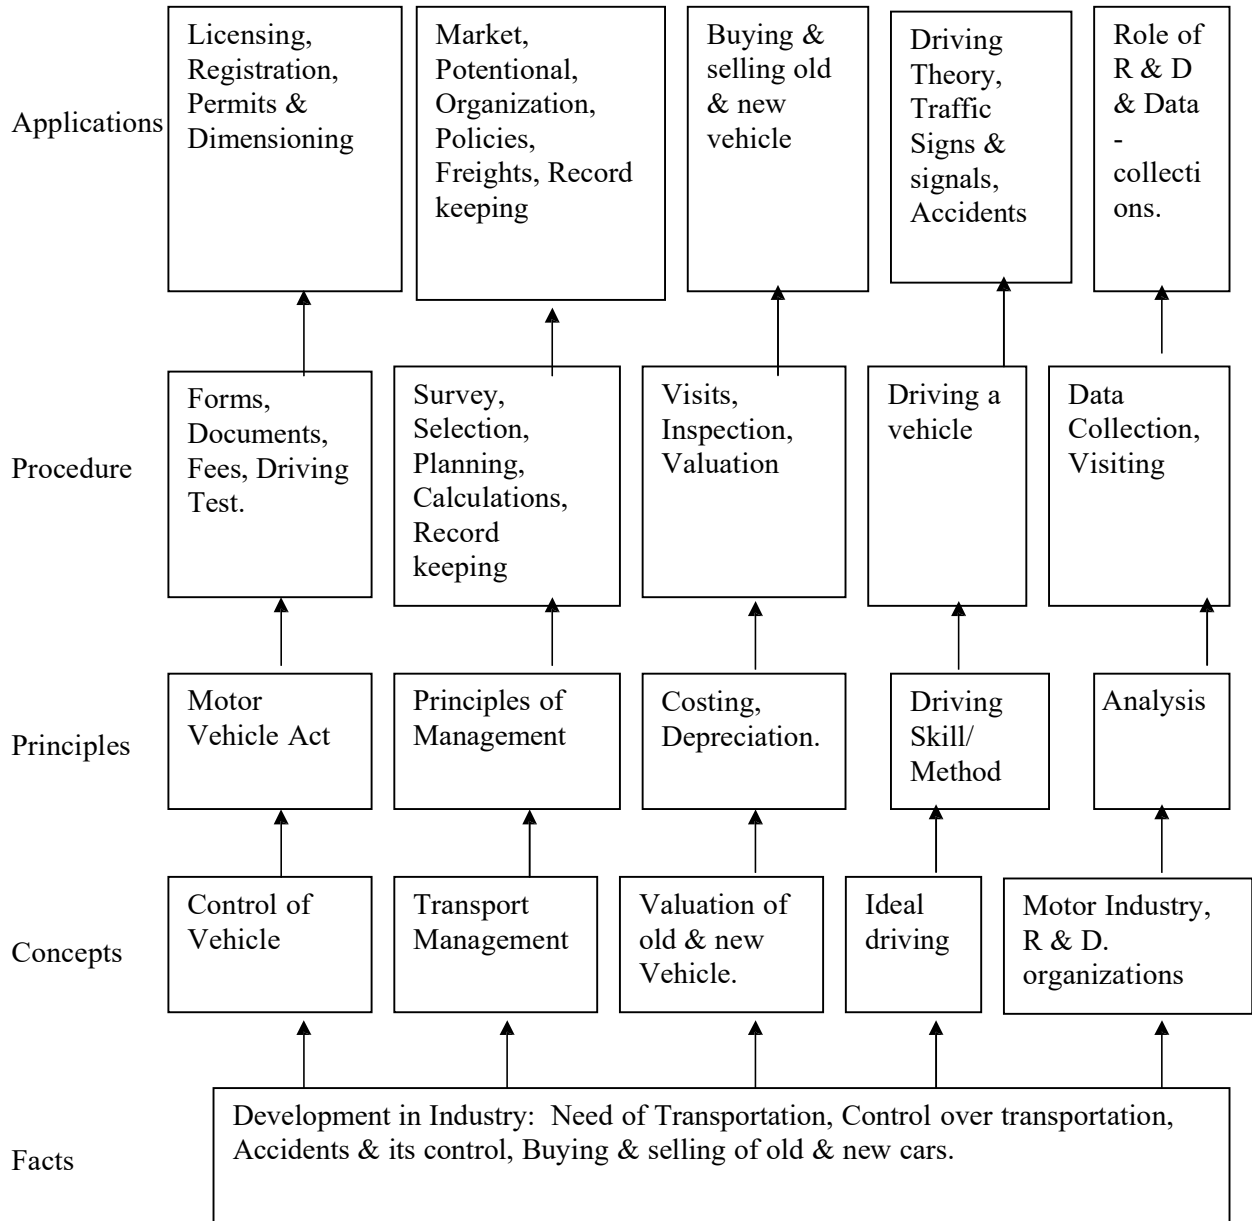 Applications
Licensing,
Registration,
Permits &
Dimensioning
Market,
Potentional,
Organization,
Policies,
Freights, Record
keeping
Buying &
selling old
& new
vehicle
Driving
Theory,
Traffic
Signs &
signals,
Accidents
Role of
R & D
& Data
-
collecti
ons.
Procedure
Forms,
Documents,
Fees, Driving
Test.
Survey,
Selection,
Planning,
Calculations,
Record
keeping
Visits,
Inspection,
Valuation
Driving a
vehicle
Data
Collection,
Visiting
Principles
Motor
Vehicle Act
Principles of
Management
Costing,
Depreciation.
Driving
Skill/
Method
Analysis
Concepts
Control of
Vehicle
Transport
Management
Valuation of
old & new
Vehicle.
Ideal
driving
Motor Industry,
R & D.
organizations
Facts
Development in Industry:  Need of Transportation, Control over transportation,
Accidents & its control, Buying & selling of old & new cars.